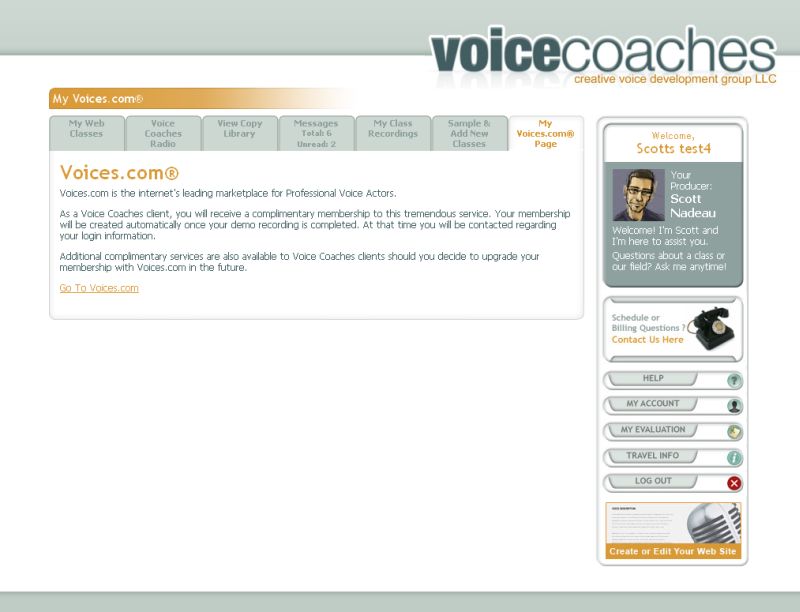 voicecoaches
creative voice development group LLC
My Voices.com®
My Web
Classes
Voice
Coaches
Radio
View Copy
Library
Messages
Total: 6
Unread: 2
My Class
Recordings
Sample &
Add New
Classes
My
Voices.com®
Page
Voices.com®
Voices.com is the internet's leading marketplace for Professional Voice Actors.
As a Voice Coaches client, you will receive a complimentary membership to this tremendous service. Your membership
will be created automatically once your demo recording is completed. At that time you will be contacted regarding
your login information.
Additional complimentary services are also available to Voice Coaches clients should you decide to upgrade your
membership with Voices.com in the future.
Go To Voices.com
Welcome,
Scotts test4
Your
Producer:
Scott
Nadeau
Welcome! I'm Scott and
I'm here to assist you.
Questions about a class or
our field? Ask me anytime!
Schedule or
Billing Questions ?
Contact Us Here
HELP
?
MY ACCOUNT
MY EVALUATION
TRAVEL INFO
i
LOG OUT
Create or Edit Your Web Site